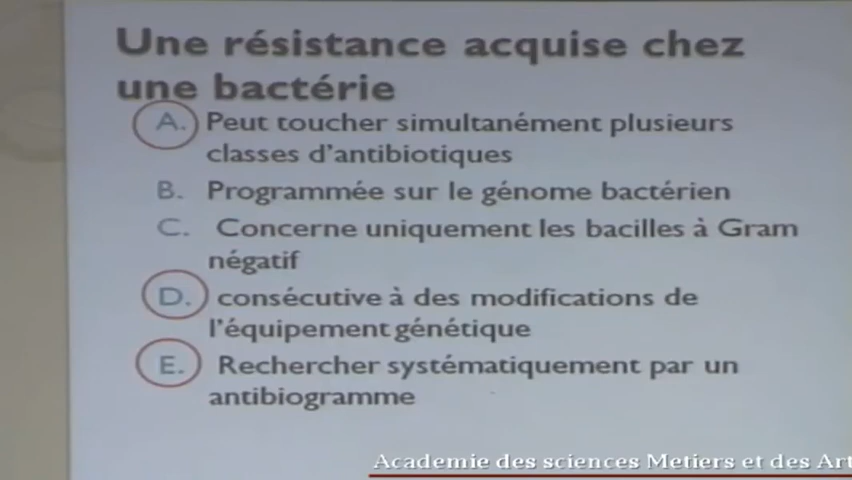 Une résistance acquise chez
une bactérie
A. Peut toucher simultanément plusieurs
classes d'antibiotiques
B. Programmée sur le génome bactérien
C. Concerne uniquement les bacilles à Gram
négatif
D. consécutive à des modifications de
l'équipement génétique
E. Rechercher systématiquement par un
antibiogramme
Academie des sciences Metiers et des Art